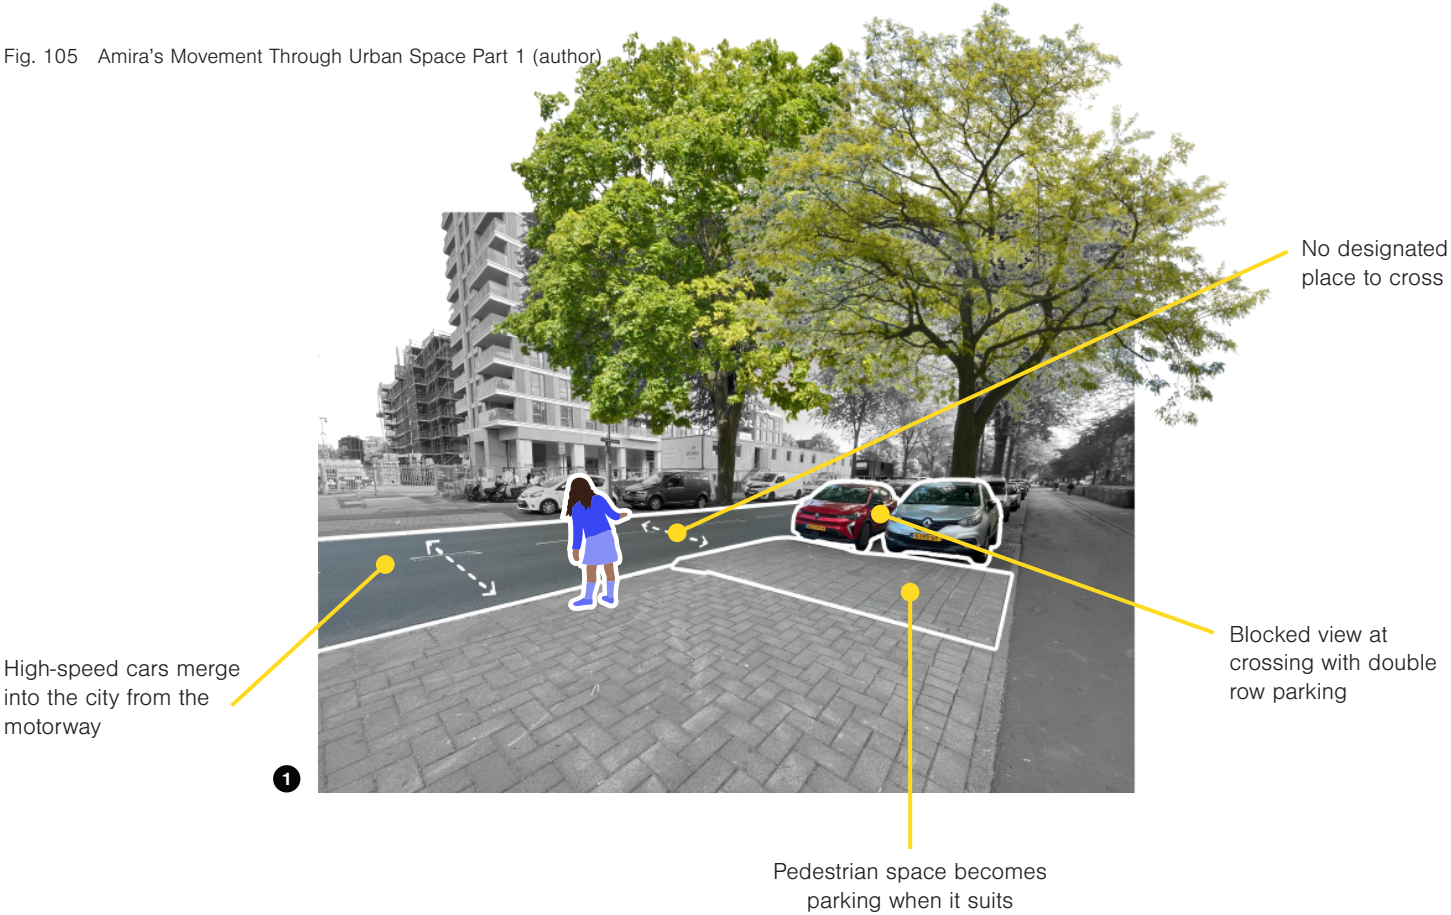 Fig. 105 Amira's Movement Through Urban Space Part 1 (author)
No designated
place to cross
Blocked view at
crossing with double
row parking
High-speed cars merge
into the city from the
motorway
1
Pedestrian space becomes
parking when it suits